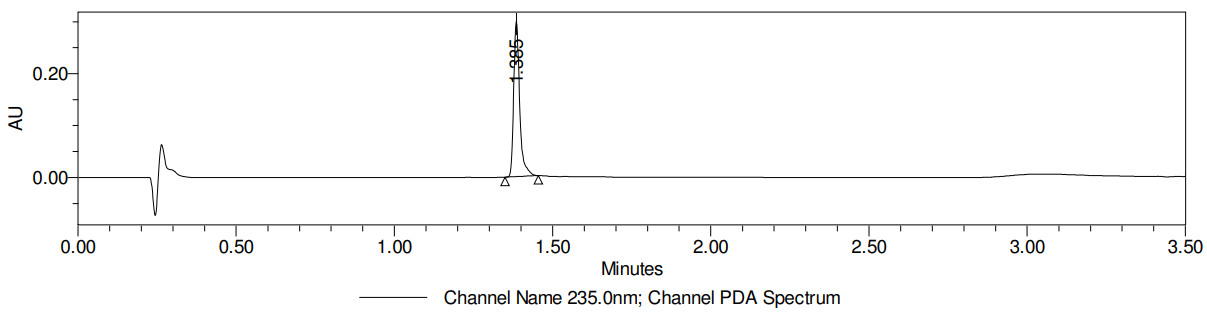 1.385
0.20
AU
0.00
0.00 0.50 1.00 1.50 2.00 2.50 3.00 3.50
Minutes
Channel Name 235.0nm; Channel PDA Spectrum